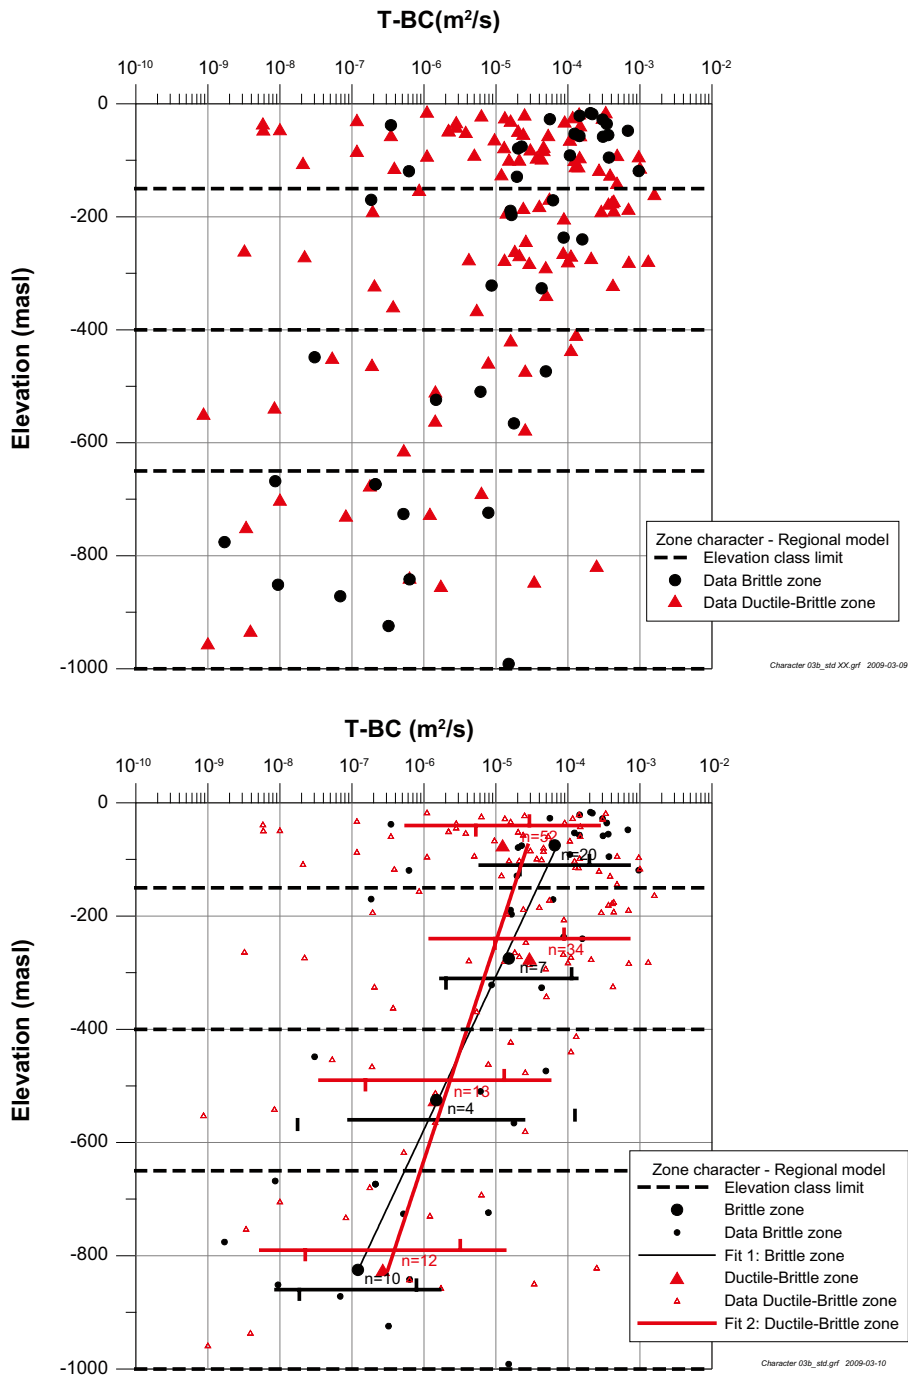 T-BC(m²/s)
10⁻¹⁰ 10⁻⁹ 10⁻⁸ 10⁻⁷ 10⁻⁶ 10⁻⁵ 10⁻⁴ 10⁻³ 10⁻²
0
-200
-400
-600
-800
-1000
Elevation (masl)
Zone character - Regional model
Elevation class limit
Data Brittle zone
Data Ductile-Brittle zone
Character 03b_std XX.grf 2009-03-09
T-BC (m²/s)
10⁻¹⁰ 10⁻⁹ 10⁻⁸ 10⁻⁷ 10⁻⁶ 10⁻⁵ 10⁻⁴ 10⁻³ 10⁻²
0
-200
-400
-600
-800
-1000
Elevation (masl)
n=52
n=20
n=34
n=7
n=13
n=4
n=12
n=10
Zone character - Regional model
Elevation class limit
Brittle zone
Data Brittle zone
Fit 1: Brittle zone
Ductile-Brittle zone
Data Ductile-Brittle zone
Fit 2: Ductile-Brittle zone
Character 03b_std.grf 2009-03-10